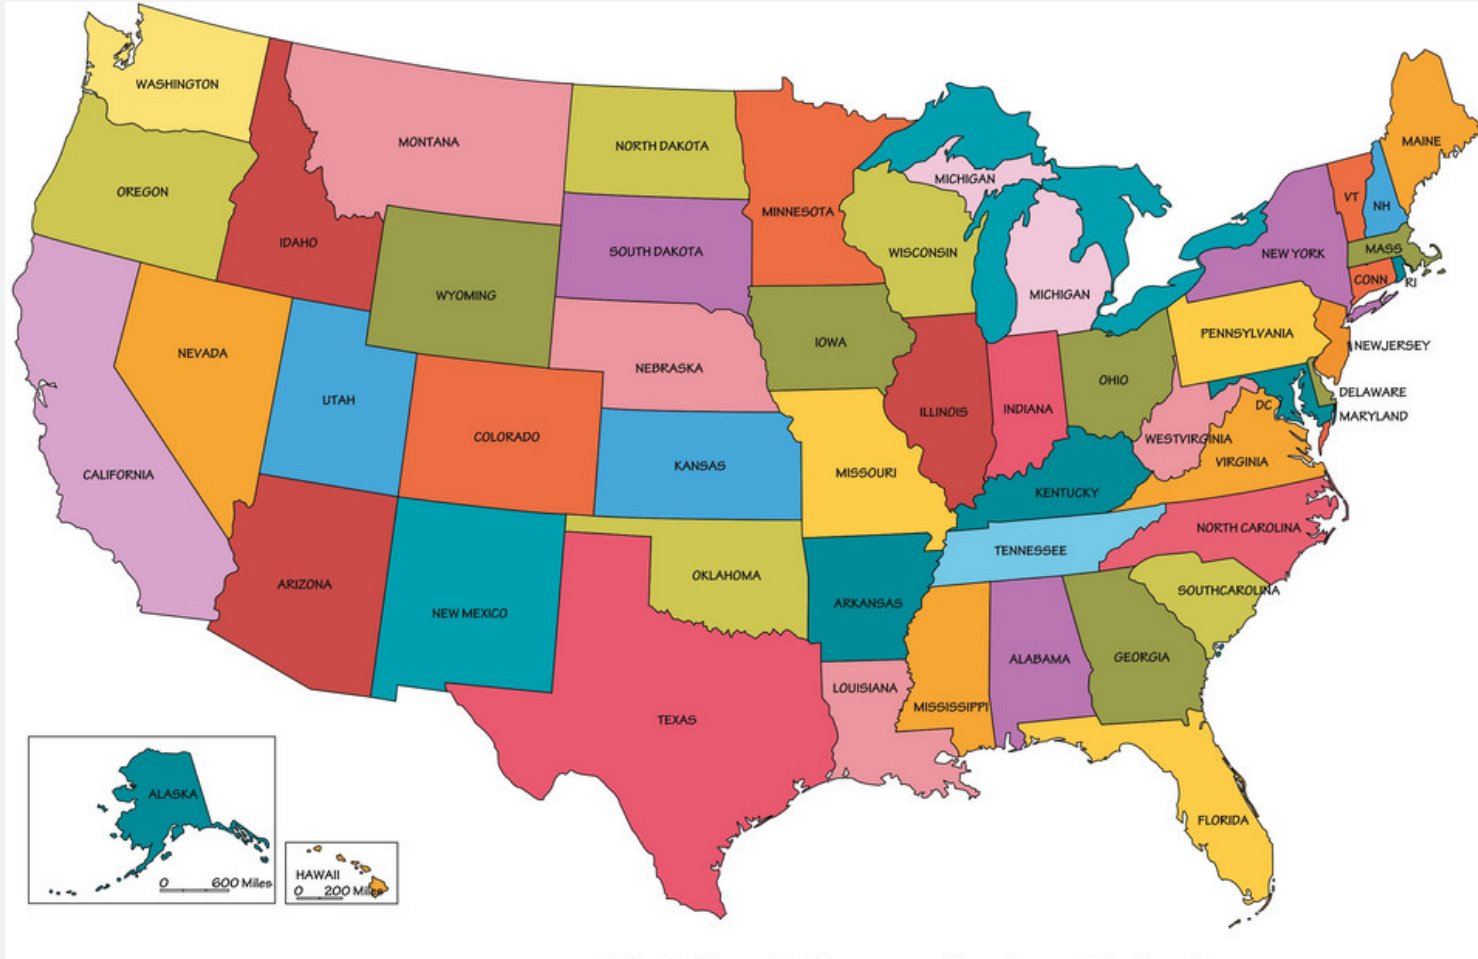 WASHINGTON
MONTANA
NORTH DAKOTA
MINNESOTA
MICHIGAN
MAINE
OREGON
IDAHO
WYOMING
SOUTH DAKOTA
WISCONSIN
MICHIGAN
NEW YORK
VT
NH
MASS
CONN
RI
NEVADA
UTAH
COLORADO
NEBRASKA
IOWA
ILLINOIS
INDIANA
OHIO
PENNSYLVANIA
NEWJERSEY
DELAWARE
MARYLAND
DC
CALIFORNIA
KANSAS
MISSOURI
KENTUCKY
WESTVIRGINIA
VIRGINIA
ARIZONA
NEW MEXICO
OKLAHOMA
ARKANSAS
TENNESSEE
NORTH CAROLINA
SOUTHCAROLINA
TEXAS
LOUISIANA
MISSISSIPPI
ALABAMA
GEORGIA
FLORIDA
ALASKA
0 600 Miles
HAWAII
0 200 Miles